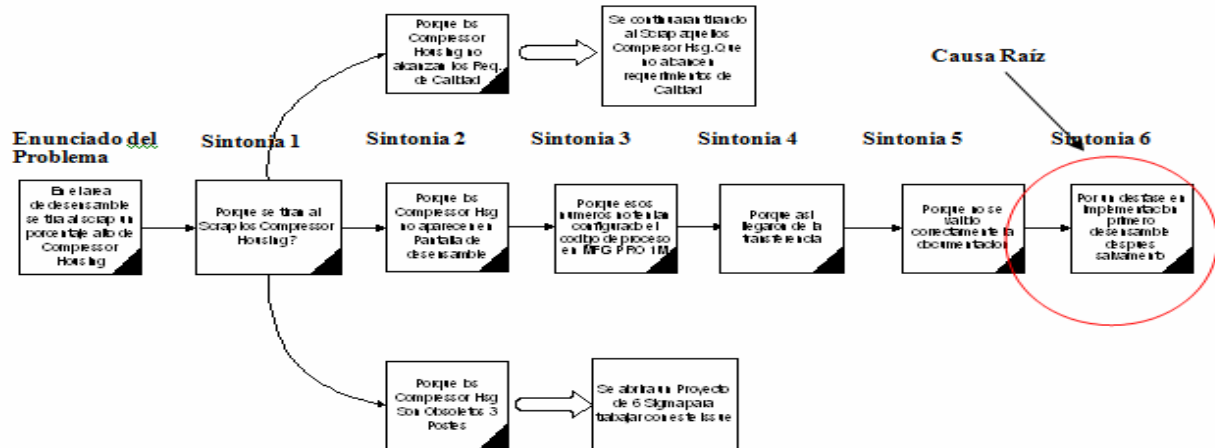 Porque los
Compressor
Housing no
alcanzan los Req.
de Calidad
Se continuaran tirando
al Scrap aquellos
Compresor Hsg. Que
no alcancen
requerimientos de
Calidad
Causa Raíz
Enunciado del
Problema
Sintonia 1
Sintonia 2
Sintonia 3
Sintonia 4
Sintonia 5
Sintonia 6
En el area
de desensamble
se tira al scrap un
porcentaje alto de
Compressor
Housing
Porque se tiran al
Scrap los Compressor
Housing?
Porque los
Compressor Hsg
no aparecen en
Pantalla de
desensamble
Porque esos
numeros no tenian
configurado el
codigo de proceso
en MFG PRO 1M
Porque asi
llegaron de la
transferencia
Porque no se
valido
correctamente la
documentacion
Por un desfase en
implementacion
primero
desensamble
despues
salvamento
Porque los
Compressor Hsg
Son Obsoletos 3
Postes
Se abrira un Proyecto
de 6 Sigma para
trabajar con este Issue